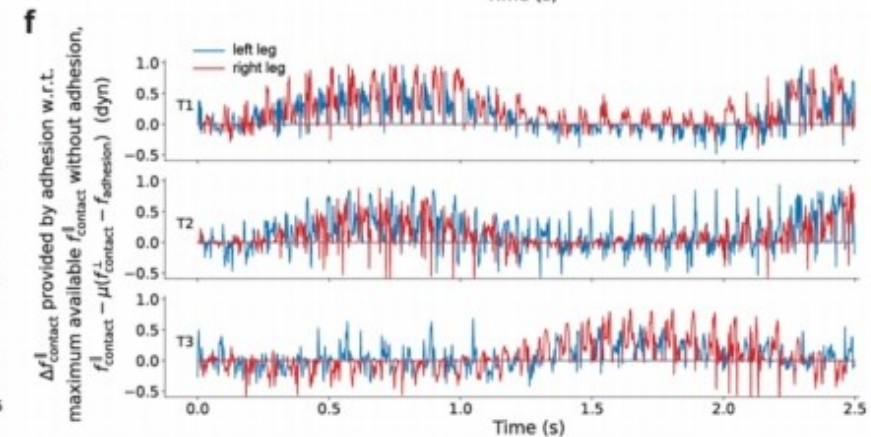 Time (s)
f
Δf∥contact provided by adhesion w.r.t.
maximum available f∥contact without adhesion,
f∥contact − μ(f⊥contact − fadhesion) (dyn)
left leg
right leg
1.0
0.5
T1
0.0
−0.5
1.0
0.5
T2
0.0
−0.5
1.0
0.5
T3
0.0
−0.5
0.0 0.5 1.0 1.5 2.0 2.5
Time (s)
s